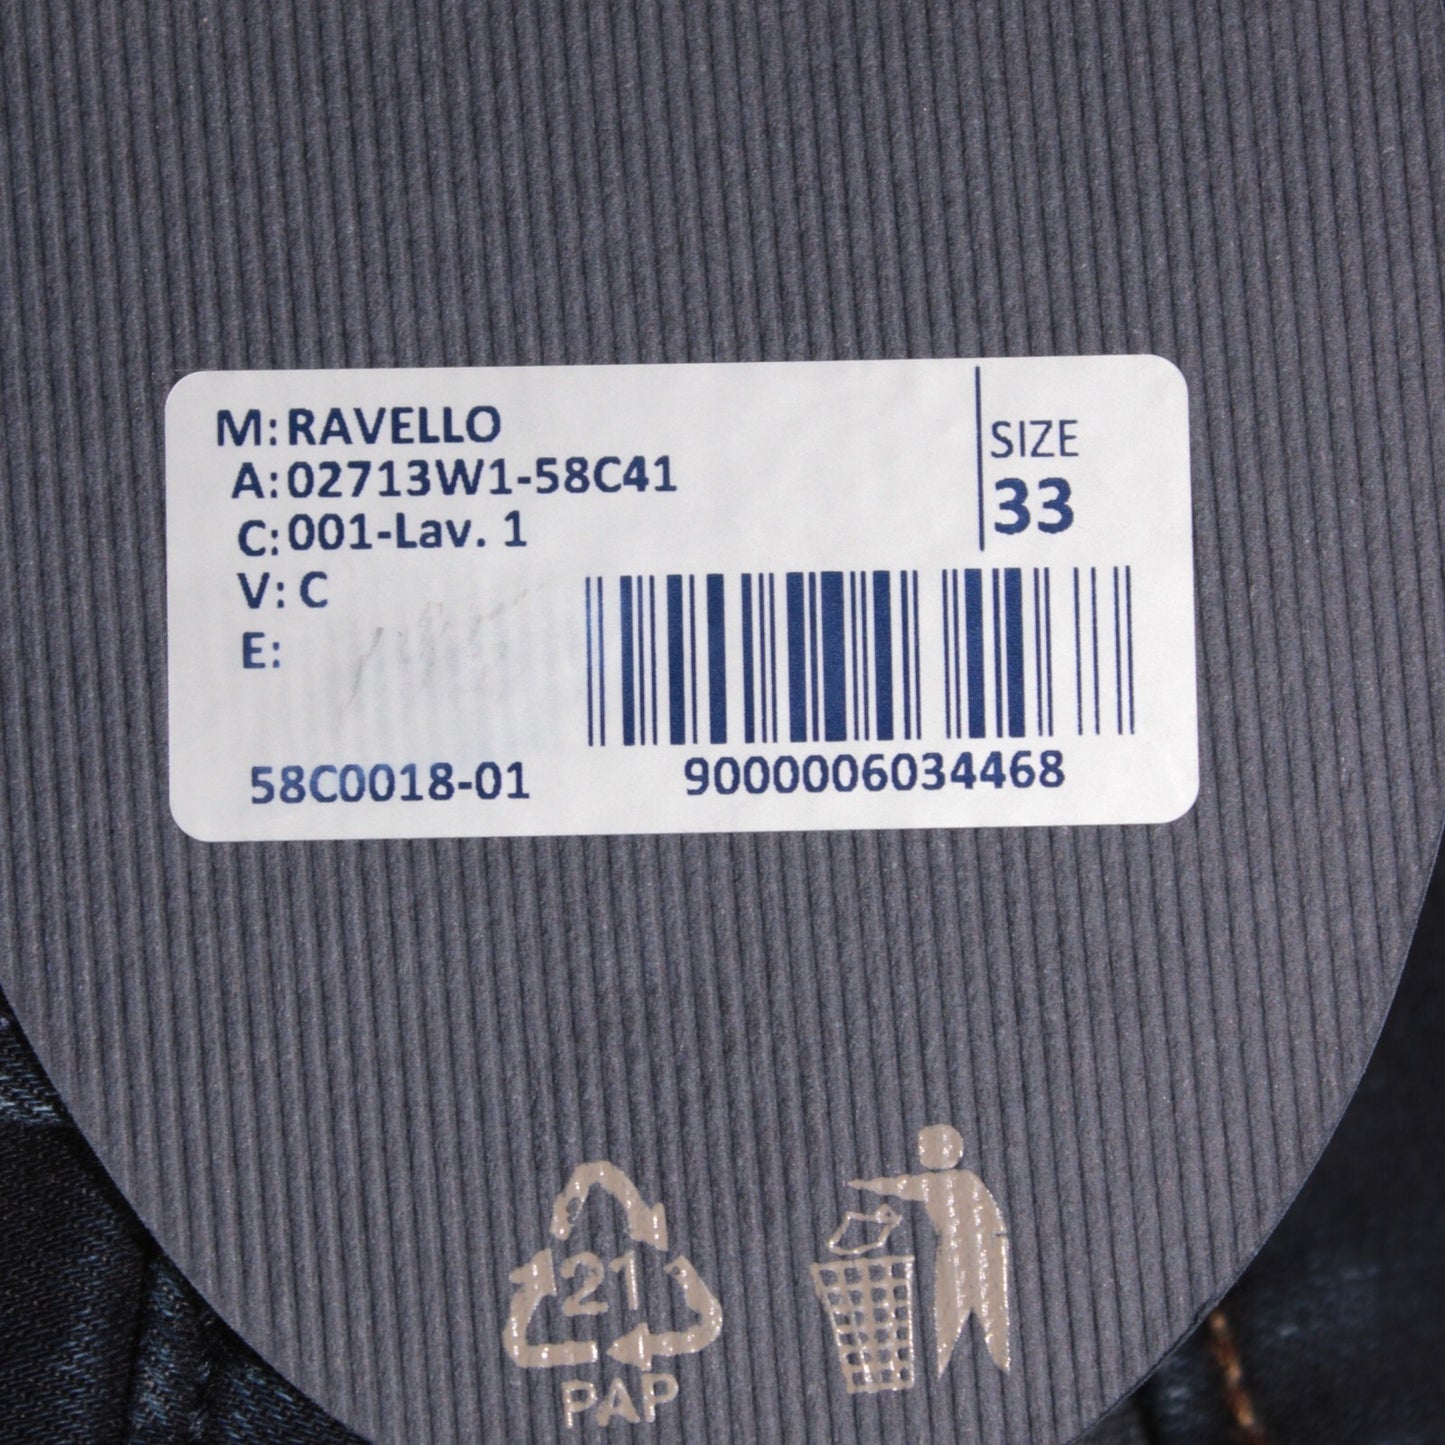 M: RAVELLO
A: 02713W1-58C41
C: 001-Lav. 1
V: C
E:
SIZE
33
58C0018-01
9000006034468
21
PAP